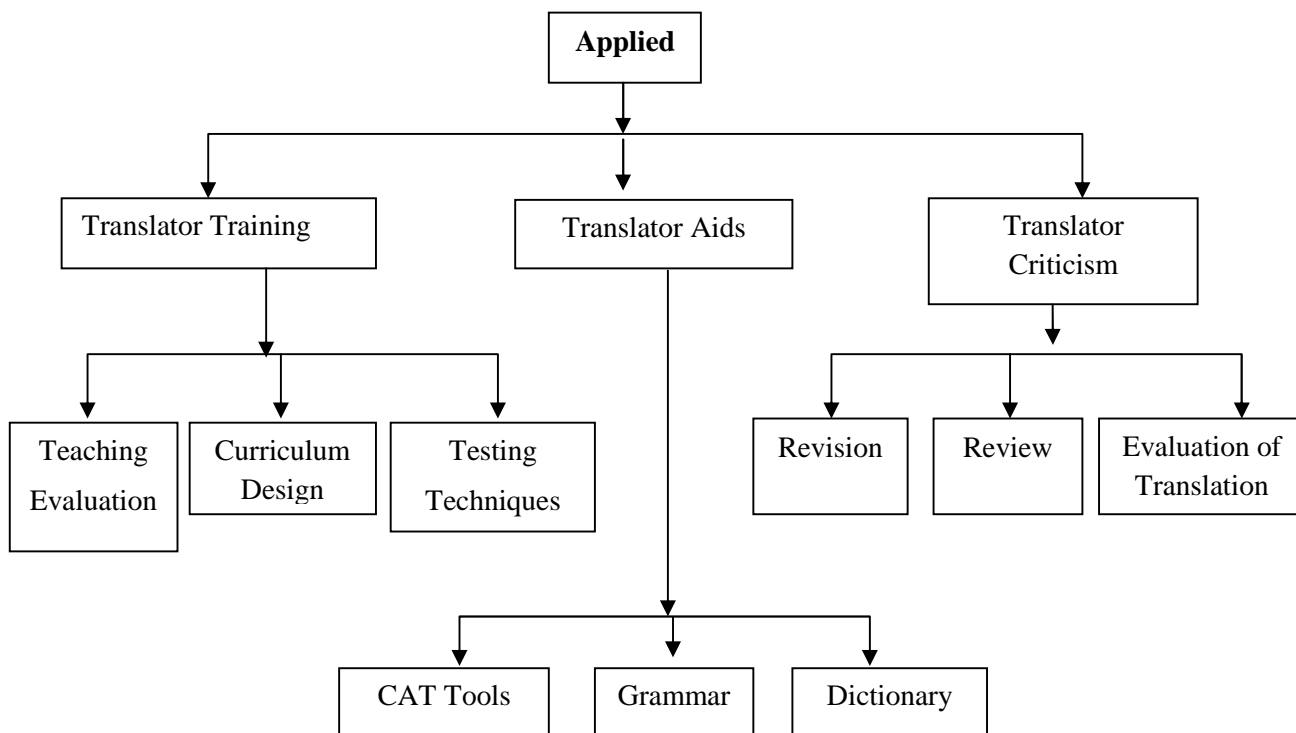 Applied
Translator Training
Translator Aids
Translator
Criticism
Teaching
Evaluation
Curriculum
Design
Testing
Techniques
Revision
Review
Evaluation of
Translation
CAT Tools
Grammar
Dictionary